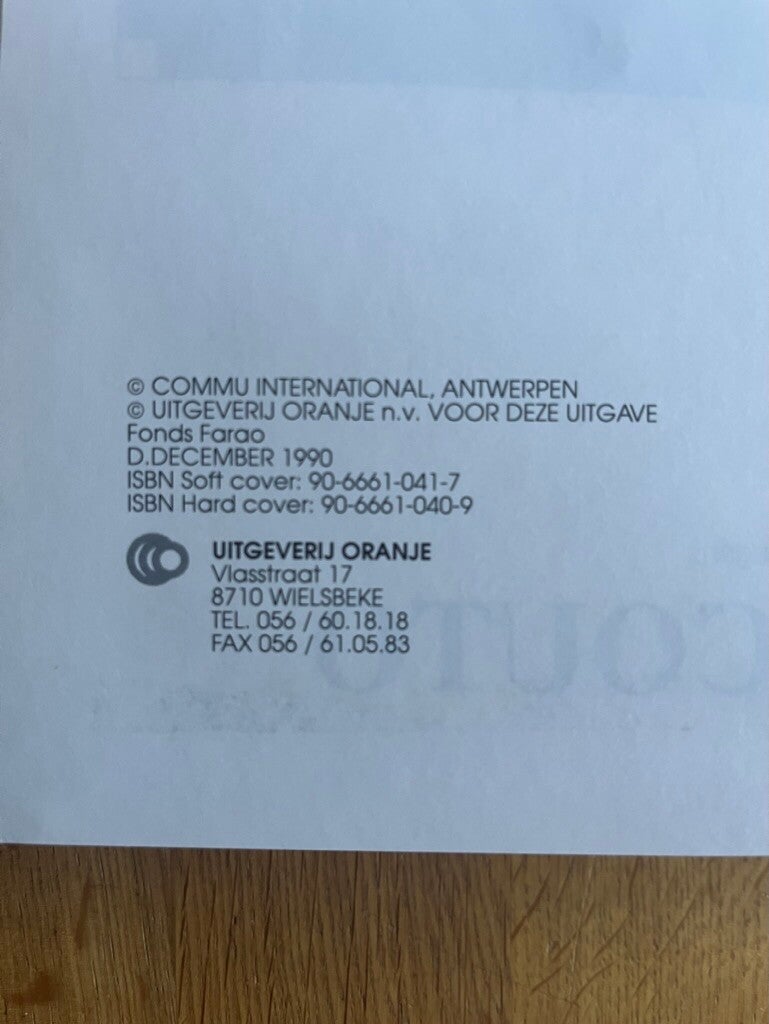 © COMMU INTERNATIONAL, ANTWERPEN
© UITGEVERIJ ORANJE n.v. VOOR DEZE UITGAVE
Fonds Farao
D.DECEMBER 1990
ISBN Soft cover: 90-6661-041-7
ISBN Hard cover: 90-6661-040-9
UITGEVERIJ ORANJE
Vlasstraat 17
8710 WIELSBEKE
TEL. 056 / 60.18.18
FAX 056 / 61.05.83